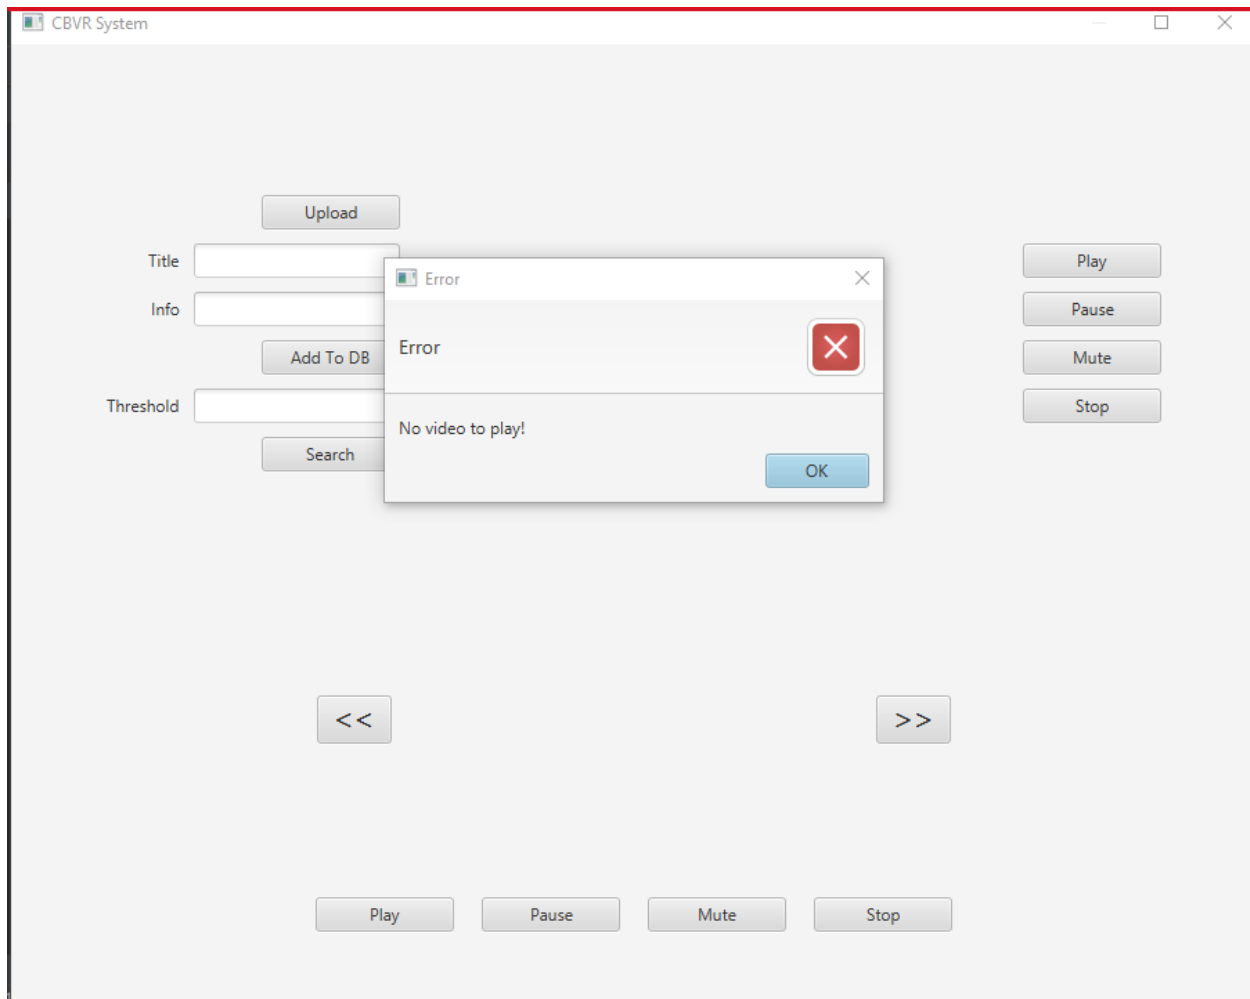 CBVR System
Upload
Title
Info
Add To DB
Threshold
Search
Error
Error
No video to play!
OK
Play
Pause
Mute
Stop
<<
>>
Play Pause Mute Stop